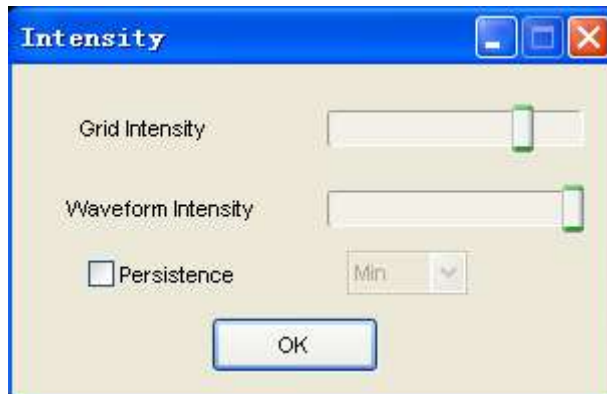 Intensity
Grid Intensity
Waveform Intensity
Persistence Min
OK